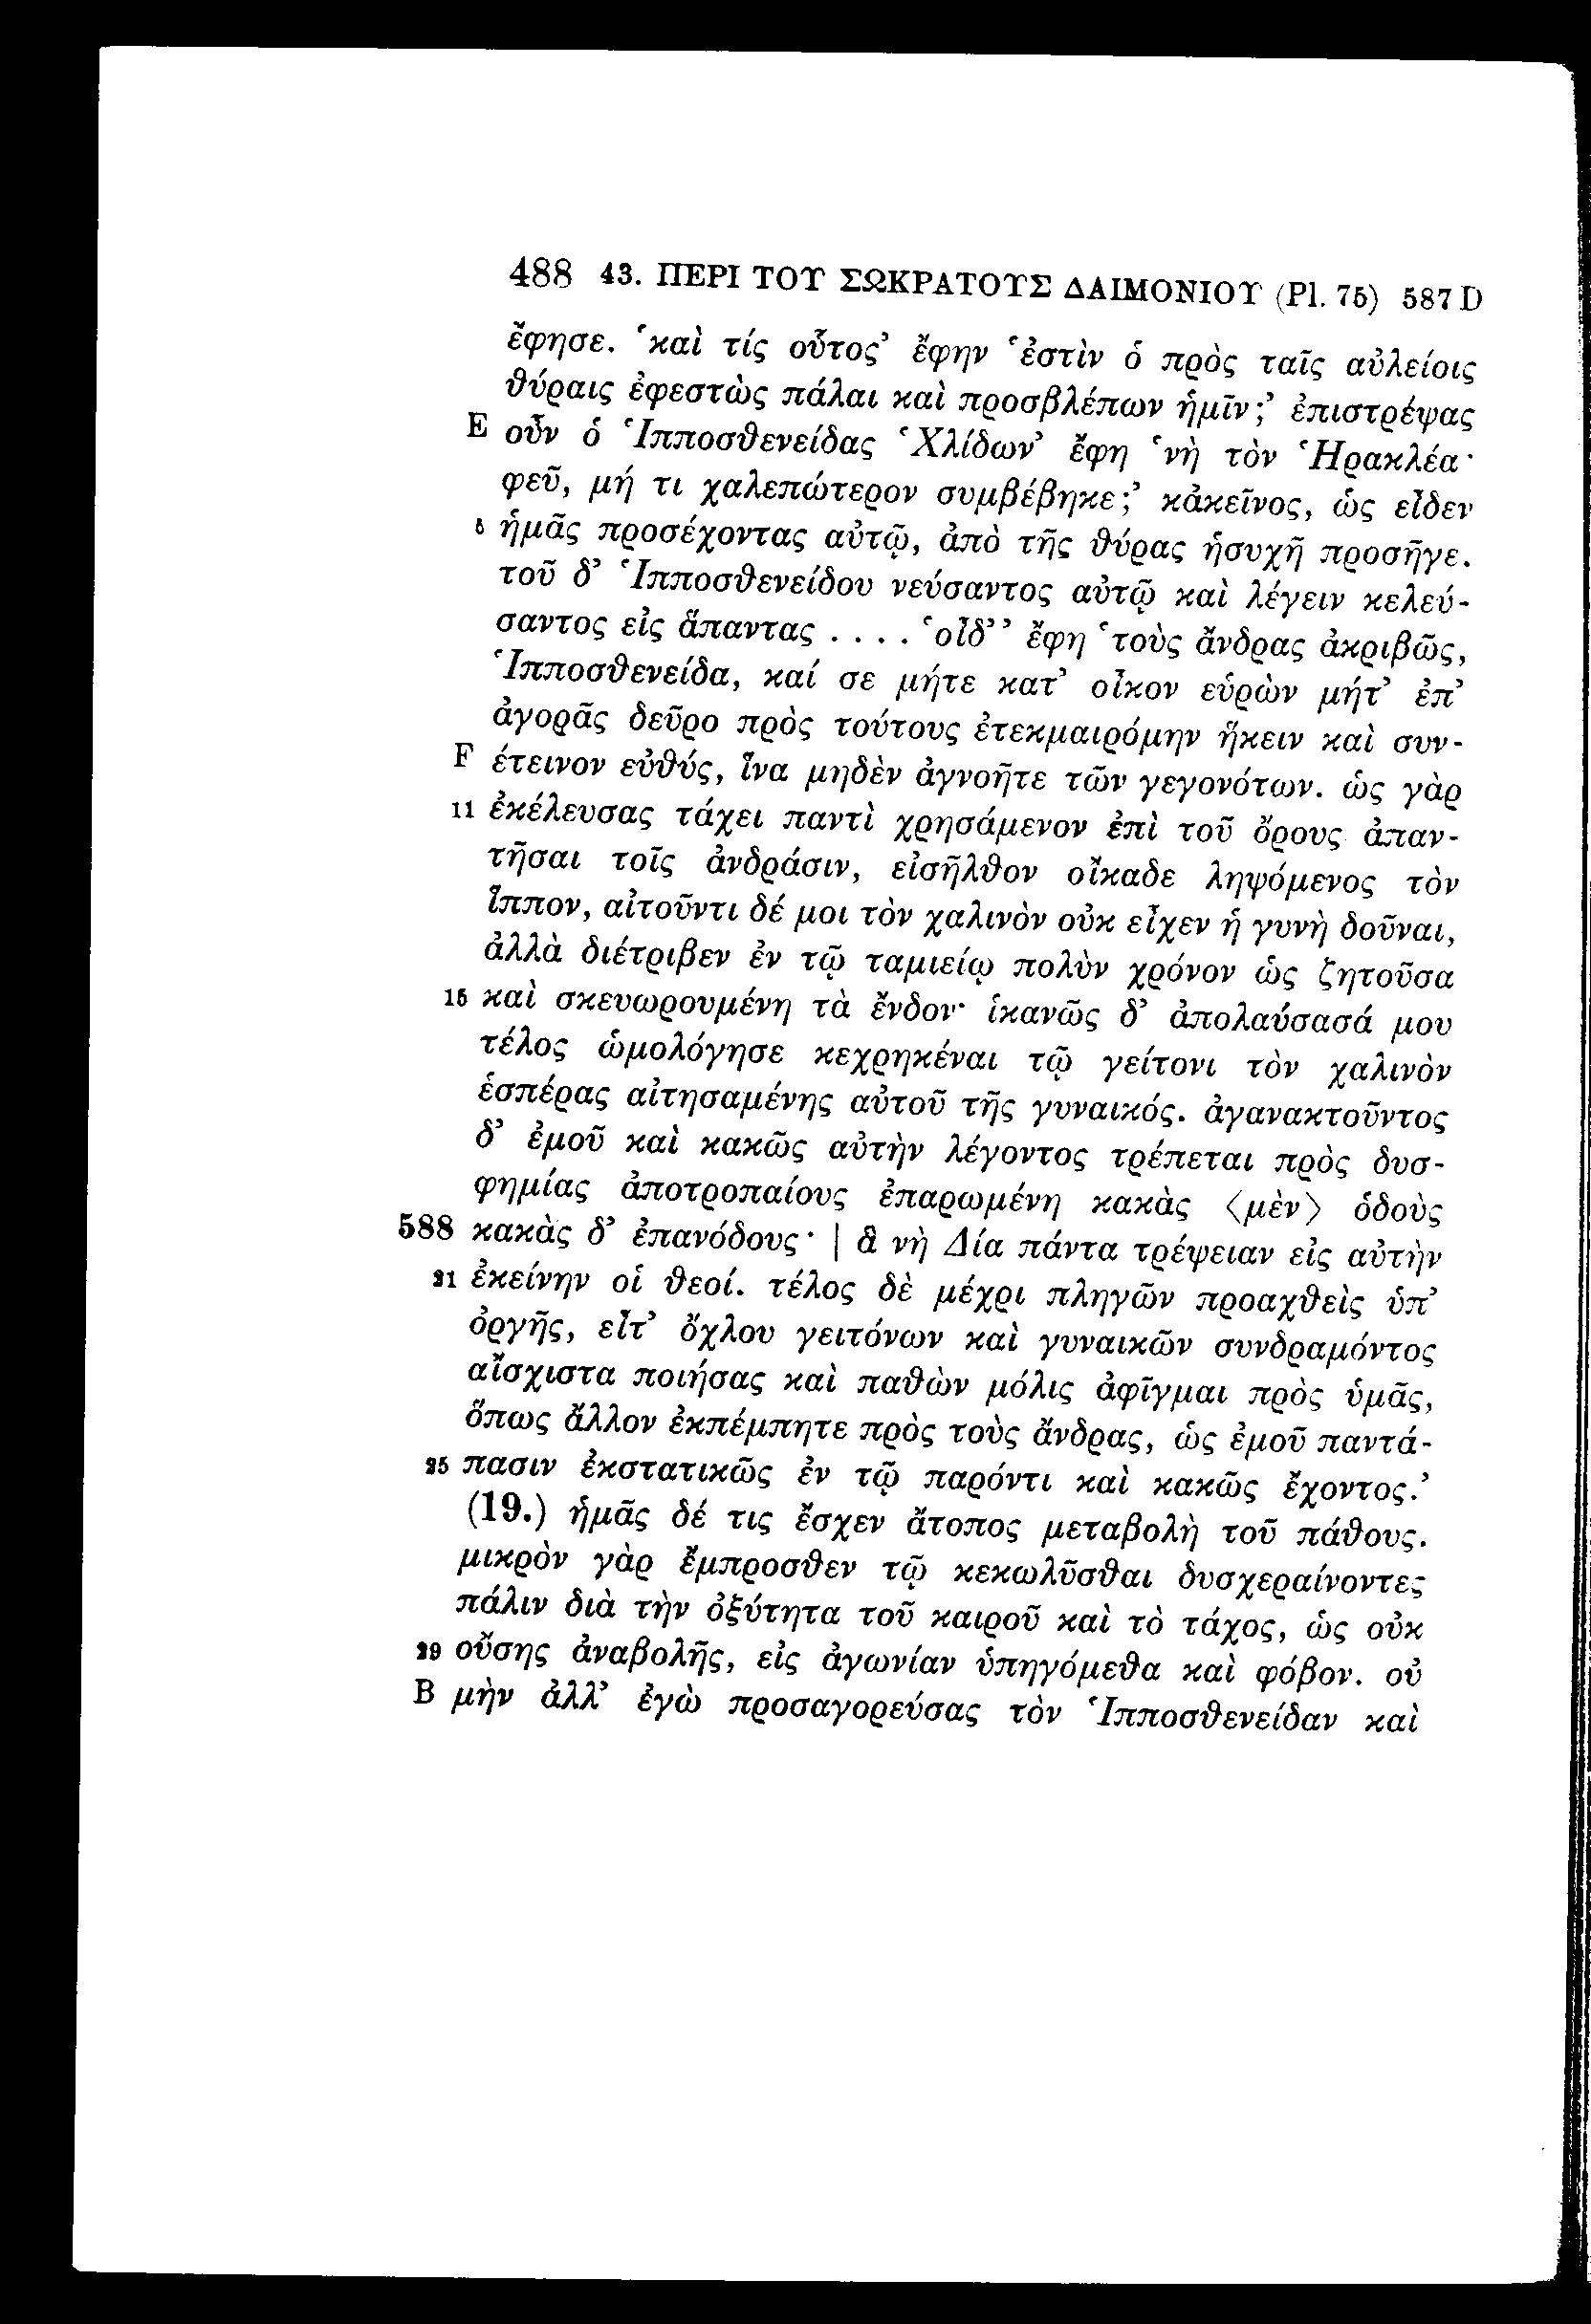 488 43. ΠΕΡΙ ΤΟΥ ΣΩΚΡΑΤΟΥΣ ΔΑΙΜΟΝΙΟΥ (Pl. 75) 587 D
ἔφησε. ‘καὶ τίς οὗτος’ ἔφην ‘ἐστὶν ὁ πρὸς ταῖς αὐλείοις
θύραις ἐφεστὼς πάλαι καὶ προσβλέπων ἡμῖν;’ ἐπιστρέψας
E οὖν ὁ Ἱπποσθενείδας ‘Χλίδων’ ἔφη ‘νὴ τὸν Ἡρακλέα·
φεῦ, μή τι χαλεπώτερον συμβέβηκε;’ κἀκεῖνος, ὡς εἶδεν
5 ἡμᾶς προσέχοντας αὐτῷ, ἀπὸ τῆς θύρας ἡσυχῆ προσῆγε.
τοῦ δ’ Ἱπποσθενείδου νεύσαντος αὐτῷ καὶ λέγειν κελεύ-
σαντος εἰς ἅπαντας . . . . ‘οἶδ’’ ἔφη ‘τοὺς ἄνδρας ἀκριβῶς,
Ἱπποσθενείδα, καί σε μήτε κατ’ οἶκον εὑρὼν μήτ’ ἐπ’
ἀγορᾶς δεῦρο πρὸς τούτους ἐτεκμαιρόμην ἥκειν καὶ συν-
F έτεινον εὐθύς, ἵνα μηδὲν ἀγνοῆτε τῶν γεγονότων. ὡς γὰρ
11 ἐκέλευσας τάχει παντὶ χρησάμενον ἐπὶ τοῦ ὄρους ἀπαν-
τῆσαι τοῖς ἀνδράσιν, εἰσῆλθον οἴκαδε ληψόμενος τὸν
ἵππον, αἰτοῦντι δέ μοι τὸν χαλινὸν οὐκ εἶχεν ἡ γυνὴ δοῦναι,
ἀλλὰ διέτριβεν ἐν τῷ ταμιείῳ πολὺν χρόνον ὡς ζητοῦσα
15 καὶ σκευωρουμένη τὰ ἔνδον· ἱκανῶς δ’ ἀπολαύσασά μου
τέλος ὡμολόγησε κεχρηκέναι τῷ γείτονι τὸν χαλινὸν
ἑσπέρας αἰτησαμένης αὐτοῦ τῆς γυναικός. ἀγανακτοῦντος
δ’ ἐμοῦ καὶ κακῶς αὐτὴν λέγοντος τρέπεται πρὸς δυσ-
φημίας ἀποτροπαίους ἐπαρωμένη κακὰς ⟨μὲν⟩ ὁδοὺς
588 κακὰς δ’ ἐπανόδους· | ἃ νὴ Δία πάντα τρέψειαν εἰς αὐτὴν
21 ἐκείνην οἱ θεοί. τέλος δὲ μέχρι πληγῶν προαχθεὶς ὑπ’
ὀργῆς, εἶτ’ ὄχλου γειτόνων καὶ γυναικῶν συνδραμόντος
αἴσχιστα ποιήσας καὶ παθὼν μόλις ἀφῖγμαι πρὸς ὑμᾶς,
ὅπως ἄλλον ἐκπέμπητε πρὸς τοὺς ἄνδρας, ὡς ἐμοῦ παντά-
25 πασιν ἐκστατικῶς ἐν τῷ παρόντι καὶ κακῶς ἔχοντος.’
(19.) ἡμᾶς δέ τις ἔσχεν ἄτοπος μεταβολὴ τοῦ πάθους.
μικρὸν γὰρ ἔμπροσθεν τῷ κεκωλῦσθαι δυσχεραίνοντες
πάλιν διὰ τὴν ὀξύτητα τοῦ καιροῦ καὶ τὸ τάχος, ὡς οὐκ
29 οὔσης ἀναβολῆς, εἰς ἀγωνίαν ὑπηγόμεθα καὶ φόβον. οὐ
B μὴν ἀλλ’ ἐγὼ προσαγορεύσας τὸν Ἱπποσθενείδαν καὶ